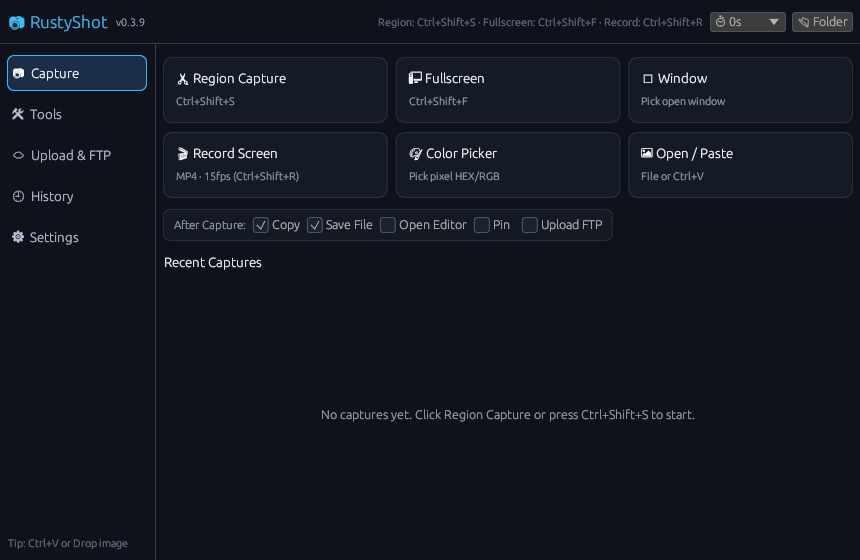 RustyShot v0.3.9
Region: Ctrl+Shift+S · Fullscreen: Ctrl+Shift+F · Record: Ctrl+Shift+R
0s
Folder
Capture
Tools
Upload & FTP
History
Settings
Region Capture
Ctrl+Shift+S
Fullscreen
Ctrl+Shift+F
Window
Pick open window
Record Screen
MP4 · 15fps (Ctrl+Shift+R)
Color Picker
Pick pixel HEX/RGB
Open / Paste
File or Ctrl+V
After Capture: Copy Save File Open Editor Pin Upload FTP
Recent Captures
No captures yet. Click Region Capture or press Ctrl+Shift+S to start.
Tip: Ctrl+V or Drop image